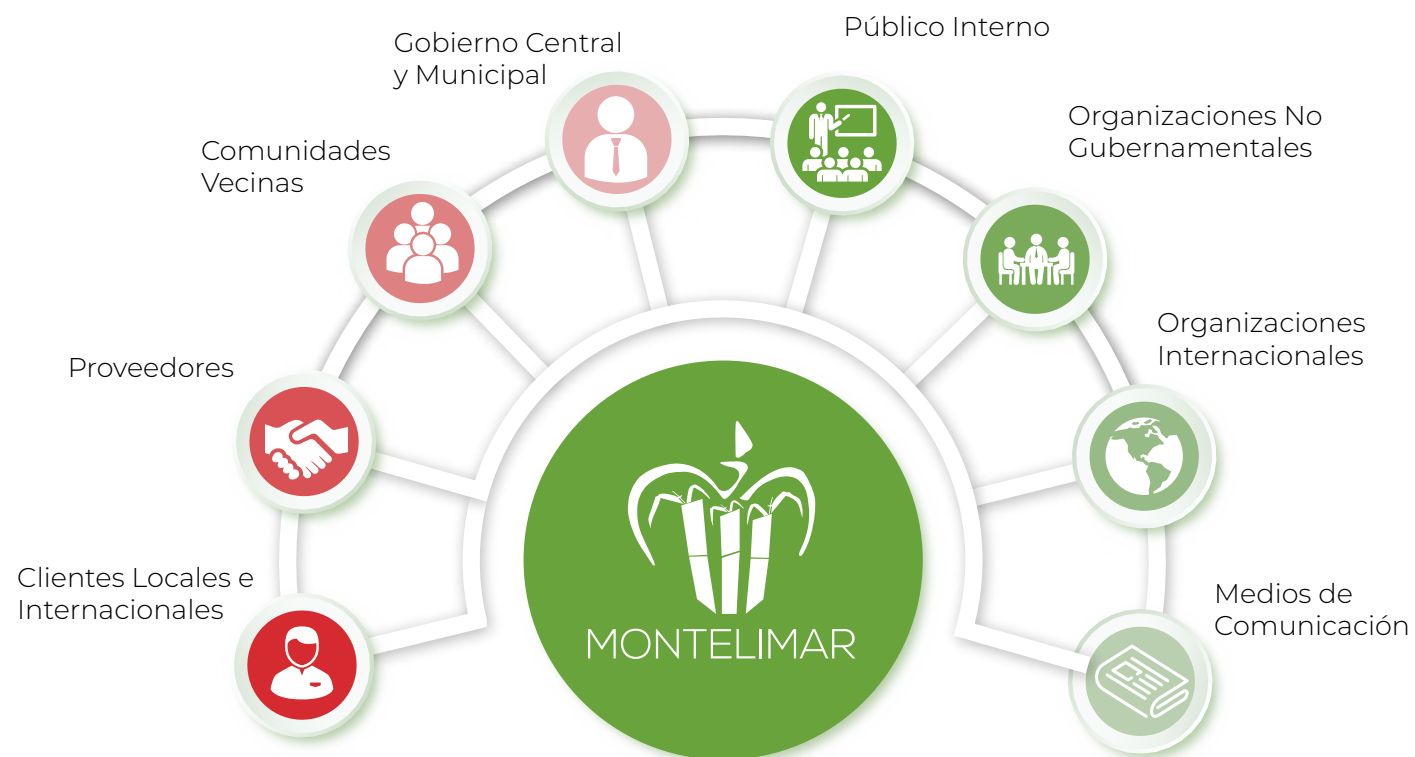 Público Interno
Gobierno Central
y Municipal
Organizaciones No
Gubernamentales
Comunidades
Vecinas
Organizaciones
Internacionales
Proveedores
Clientes Locales e
Internacionales
Medios de
Comunicación
MONTELIMAR